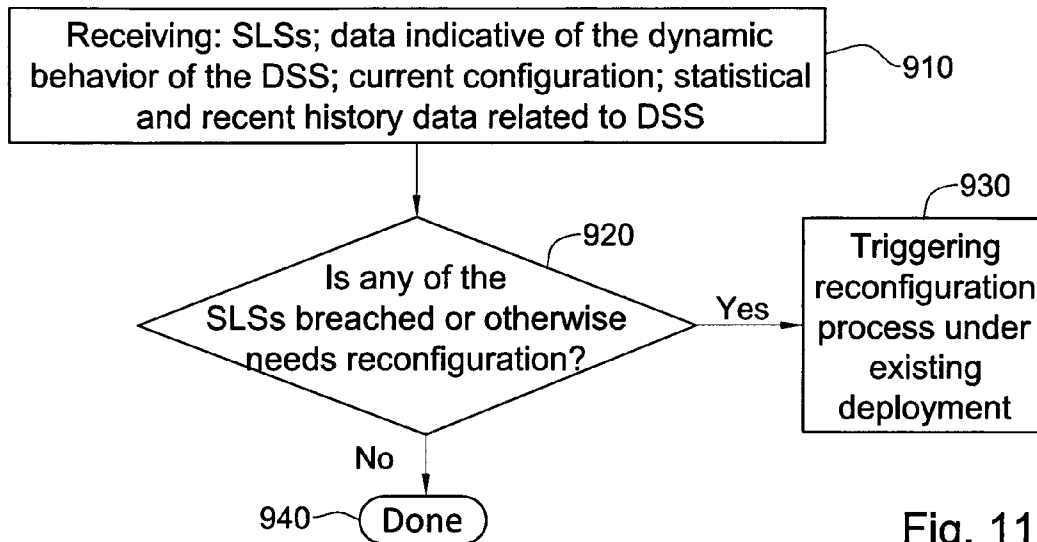 Receiving: SLSs; data indicative of the dynamic
behavior of the DSS; current configuration; statistical
and recent history data related to DSS
910
930
920
Is any of the
SLSs breached or otherwise
needs reconfiguration?
Yes
Triggering
reconfiguration
process under
existing
deployment
No
940
Done
Fig. 11